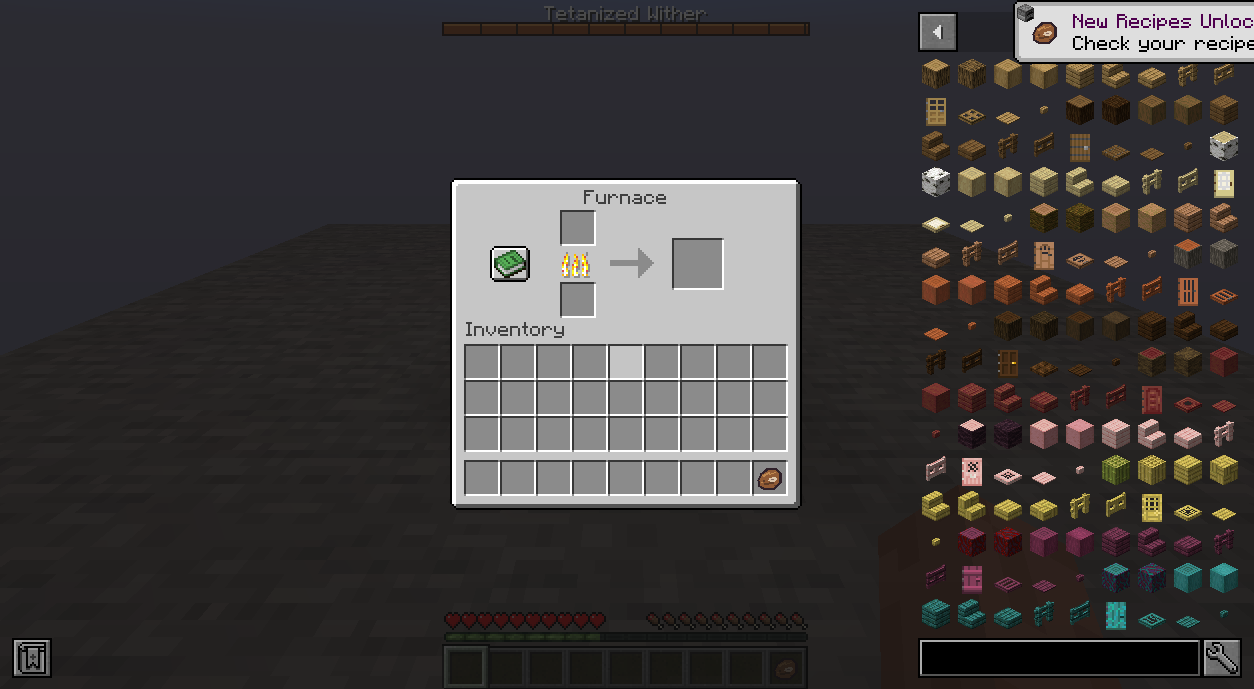 Tetanized Wither
New Recipes Unloc
Check your recipe
Furnace
Inventory